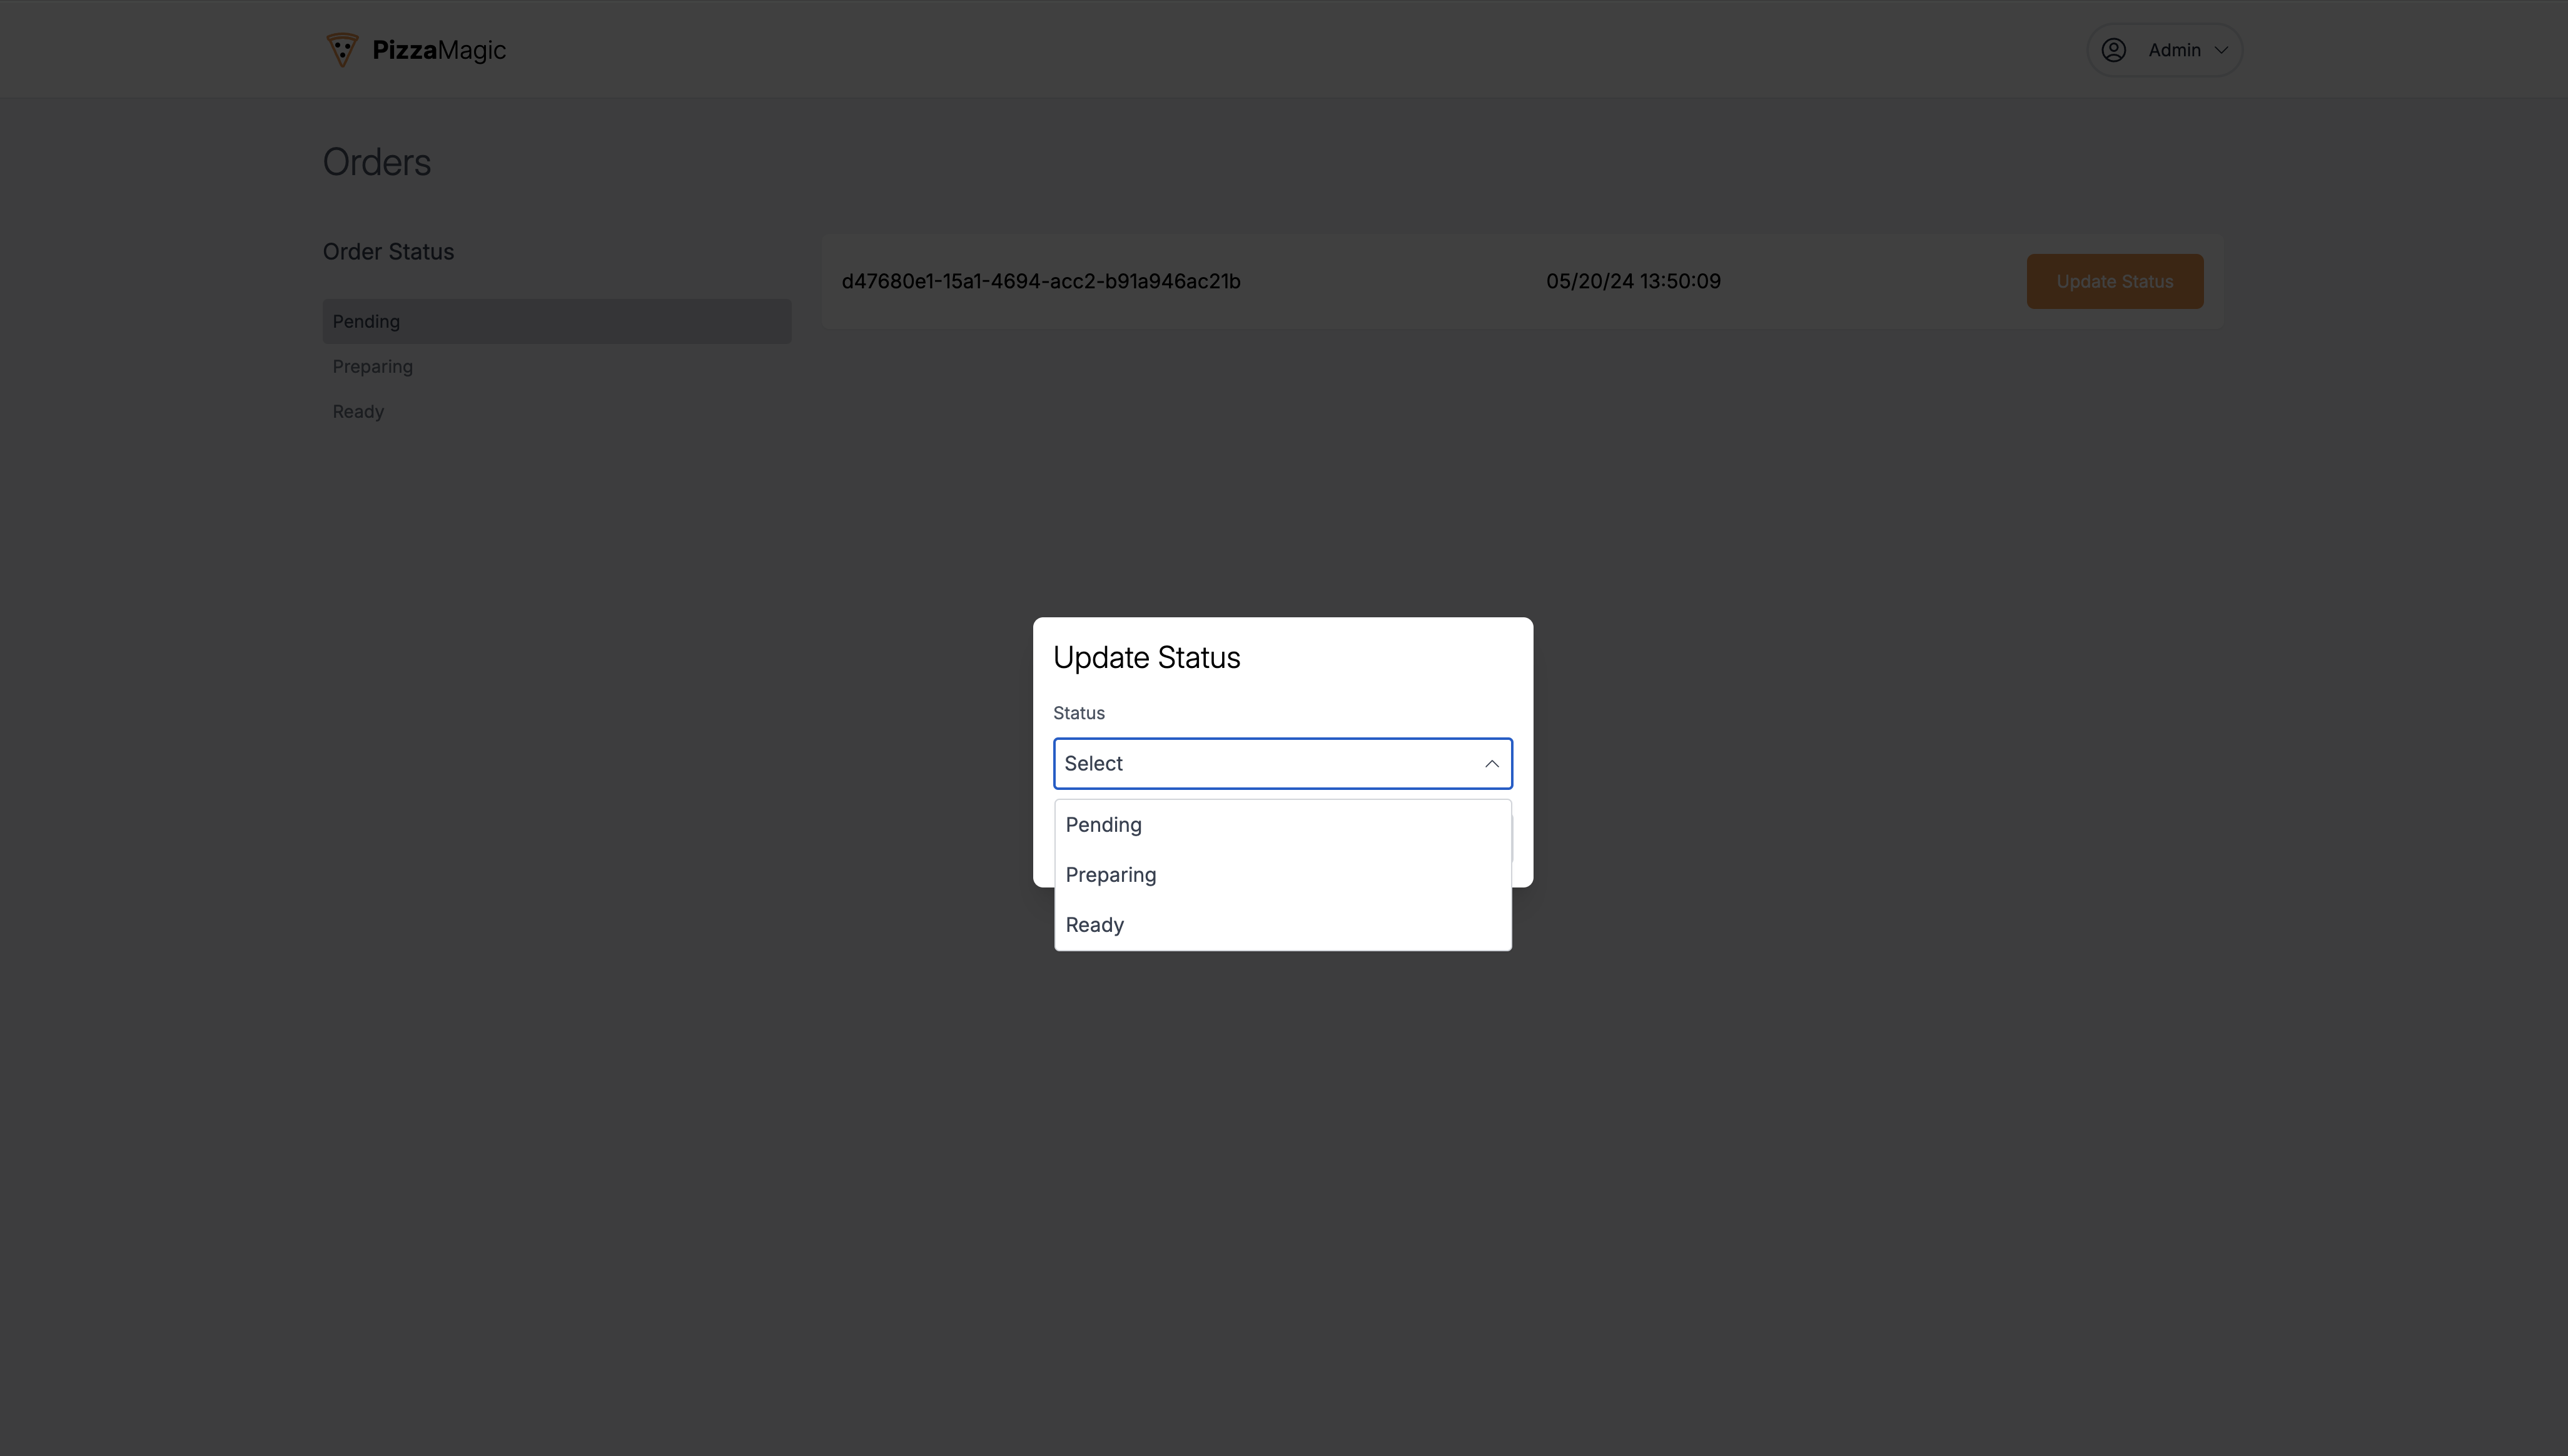 PizzaMagic
Admin
Orders
Order Status
Pending
Preparing
Ready
d47680e1-15a1-4694-acc2-b91a946ac21b
05/20/24 13:50:09
Update Status
Update Status
Status
Select
Pending
Preparing
Ready